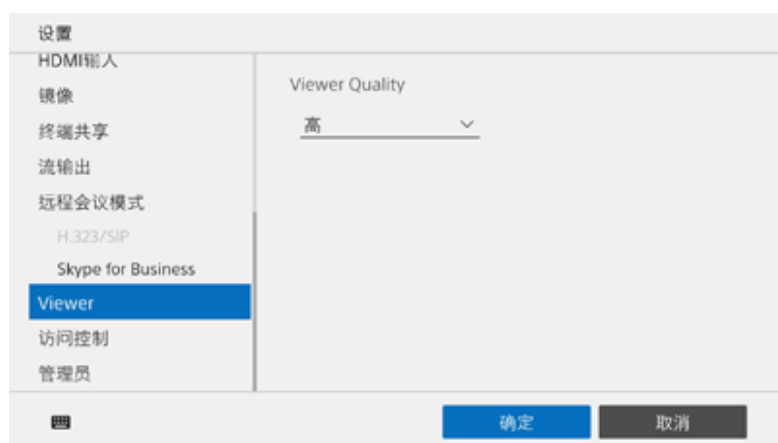 设置
HDMI输入
镜像
终端共享
流输出
远程会议模式
H.323/SIP
Skype for Business
Viewer
访问控制
管理员
Viewer Quality
高
确定
取消